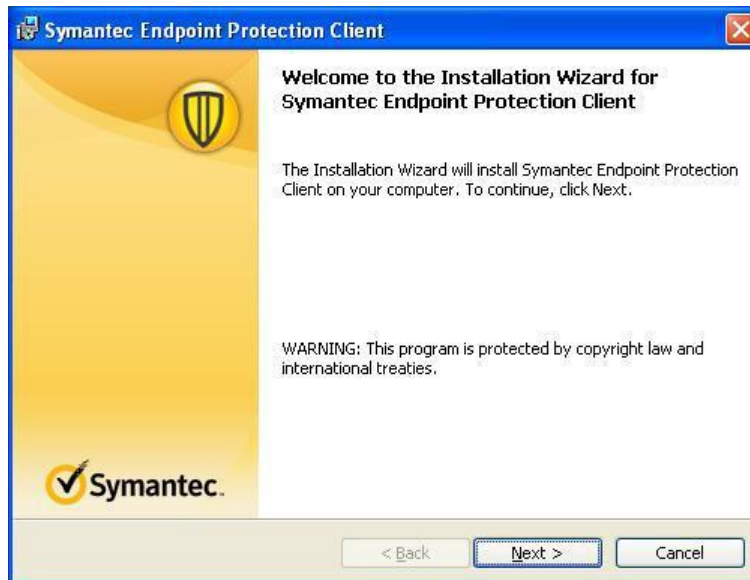 Symantec Endpoint Protection Client
Welcome to the Installation Wizard for
Symantec Endpoint Protection Client
The Installation Wizard will install Symantec Endpoint Protection
Client on your computer. To continue, click Next.
WARNING: This program is protected by copyright law and
international treaties.
Symantec.
< Back
Next >
Cancel